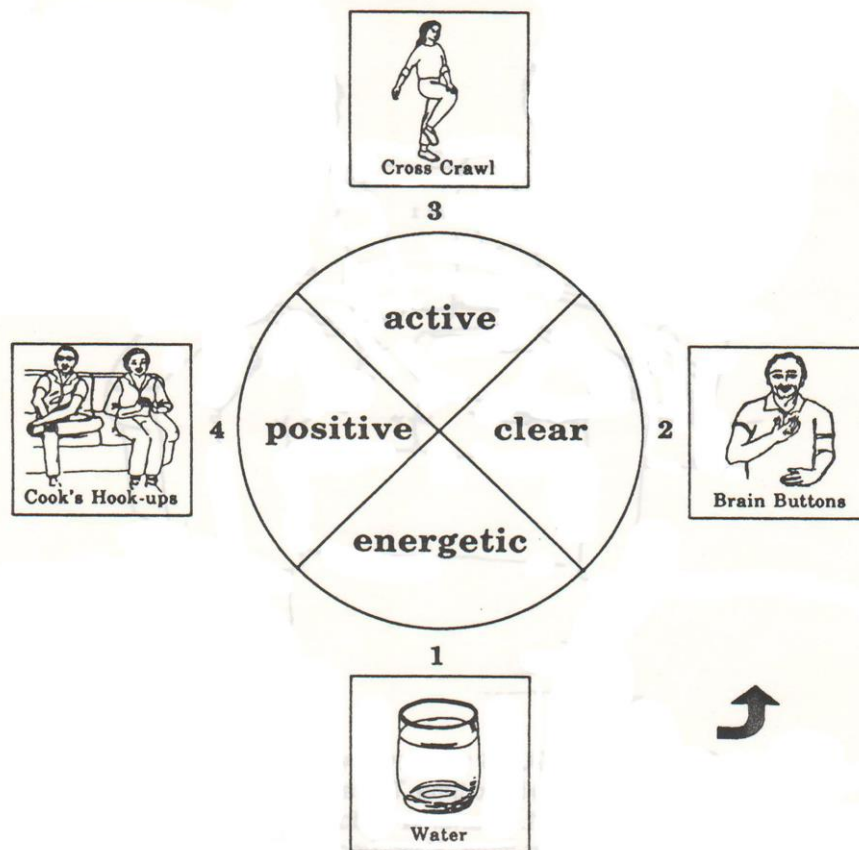 Cross Crawl
3
active
4
positive
clear
2
Cook's Hook-ups
Brain Buttons
energetic
1
Water